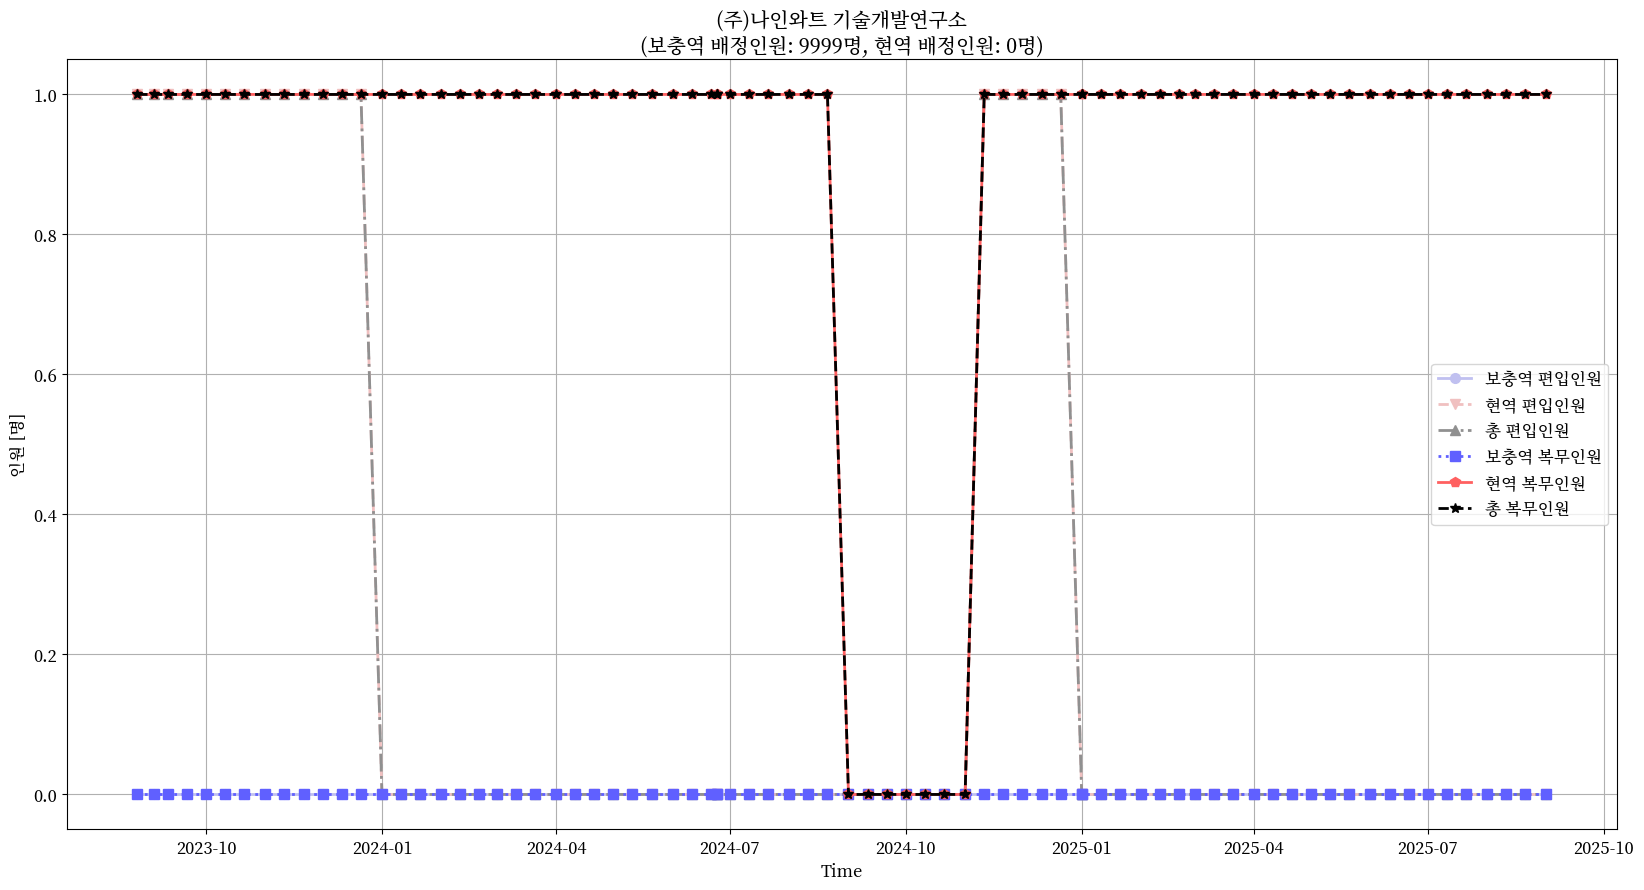 (주)나인와트 기술개발연구소
(보충역 배정인원: 9999명, 현역 배정인원: 0명)
1.0
0.8
0.6
0.4
0.2
0.0
인원 [명]
보충역 편입인원
현역 편입인원
총 편입인원
보충역 복무인원
현역 복무인원
총 복무인원
2023-10
2024-01
2024-04
2024-07
2024-10
2025-01
2025-04
2025-07
2025-10
Time